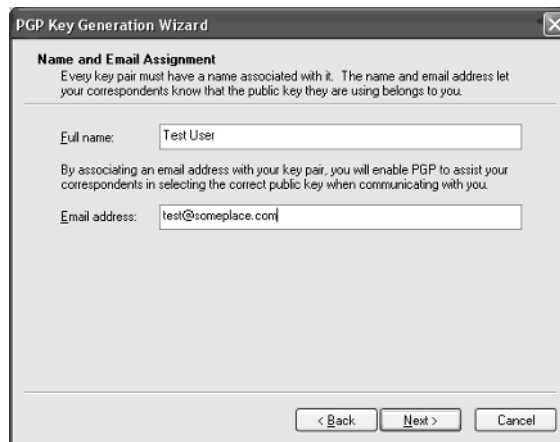 PGP Key Generation Wizard
Name and Email Assignment
Every key pair must have a name associated with it. The name and email address let
your correspondents know that the public key they are using belongs to you.
Full name:
Test User
By associating an email address with your key pair, you will enable PGP to assist your
correspondents in selecting the correct public key when communicating with you.
Email address:
test@someplace.com
< Back
Next >
Cancel